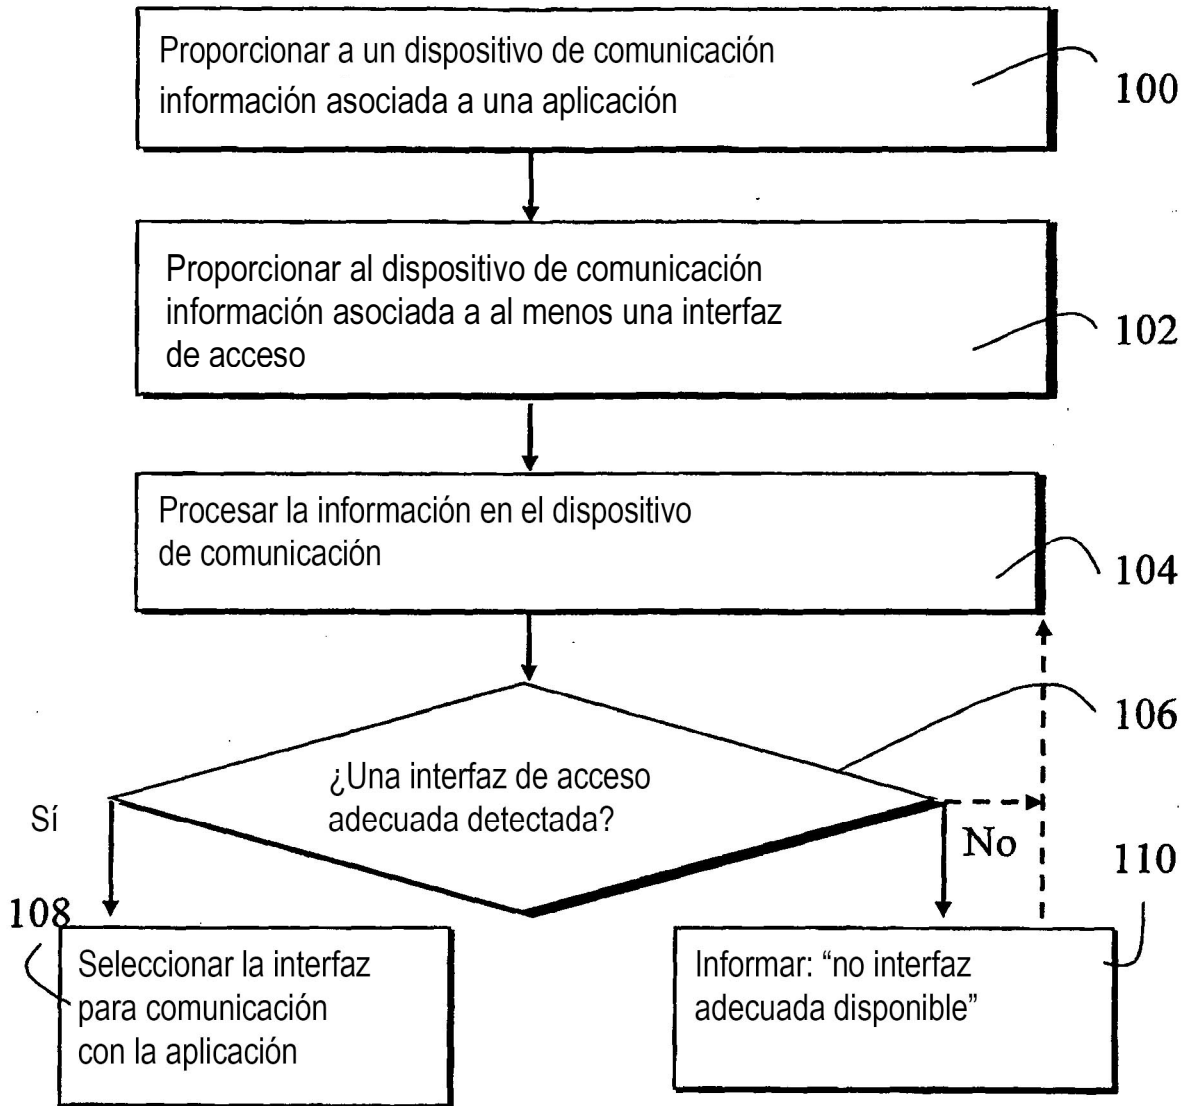 Proporcionar a un dispositivo de comunicación
información asociada a una aplicación
100
Proporcionar al dispositivo de comunicación
información asociada a al menos una interfaz
de acceso
102
Procesar la información en el dispositivo
de comunicación
104
106
¿Una interfaz de acceso
adecuada detectada?
Sí
No
110
108
Seleccionar la interfaz
para comunicación
con la aplicación
Informar: “no interfaz
adecuada disponible”